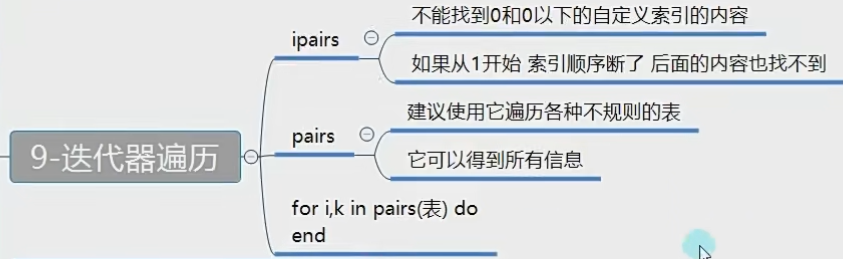 9-迭代器遍历
ipairs
不能找到0和0以下的自定义索引的内容
如果从1开始 索引顺序断了 后面的内容也找不到
pairs
建议使用它遍历各种不规则的表
它可以得到所有信息
for i,k in pairs(表) do
end